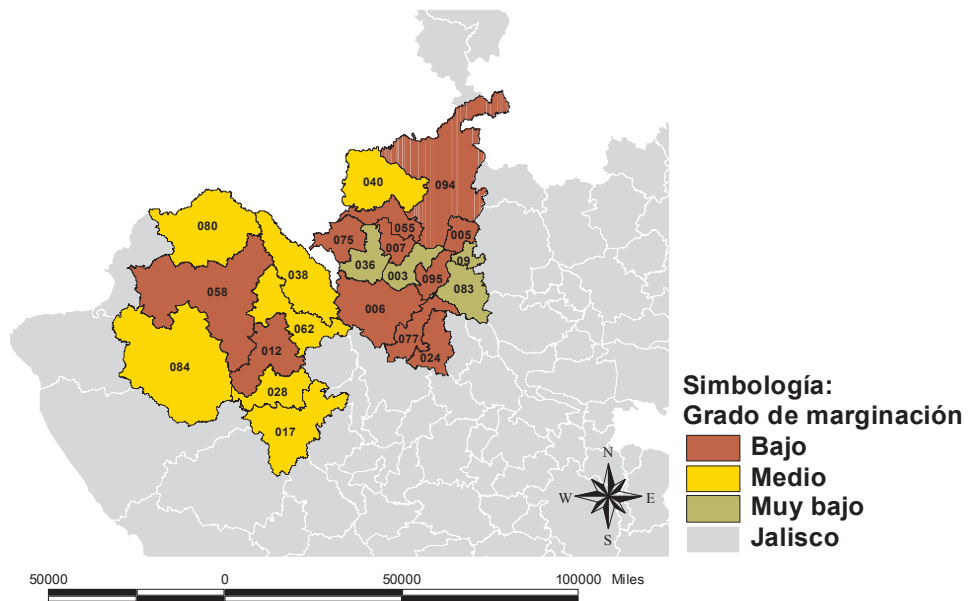 040
094
080
055
005
075
007
036
09
038
003
095
083
058
006
062
077
012
024
084
028
017
Simbología:
Grado de marginación
Bajo
Medio
Muy bajo
Jalisco
N
W E
S
50000 0 50000 100000 Miles